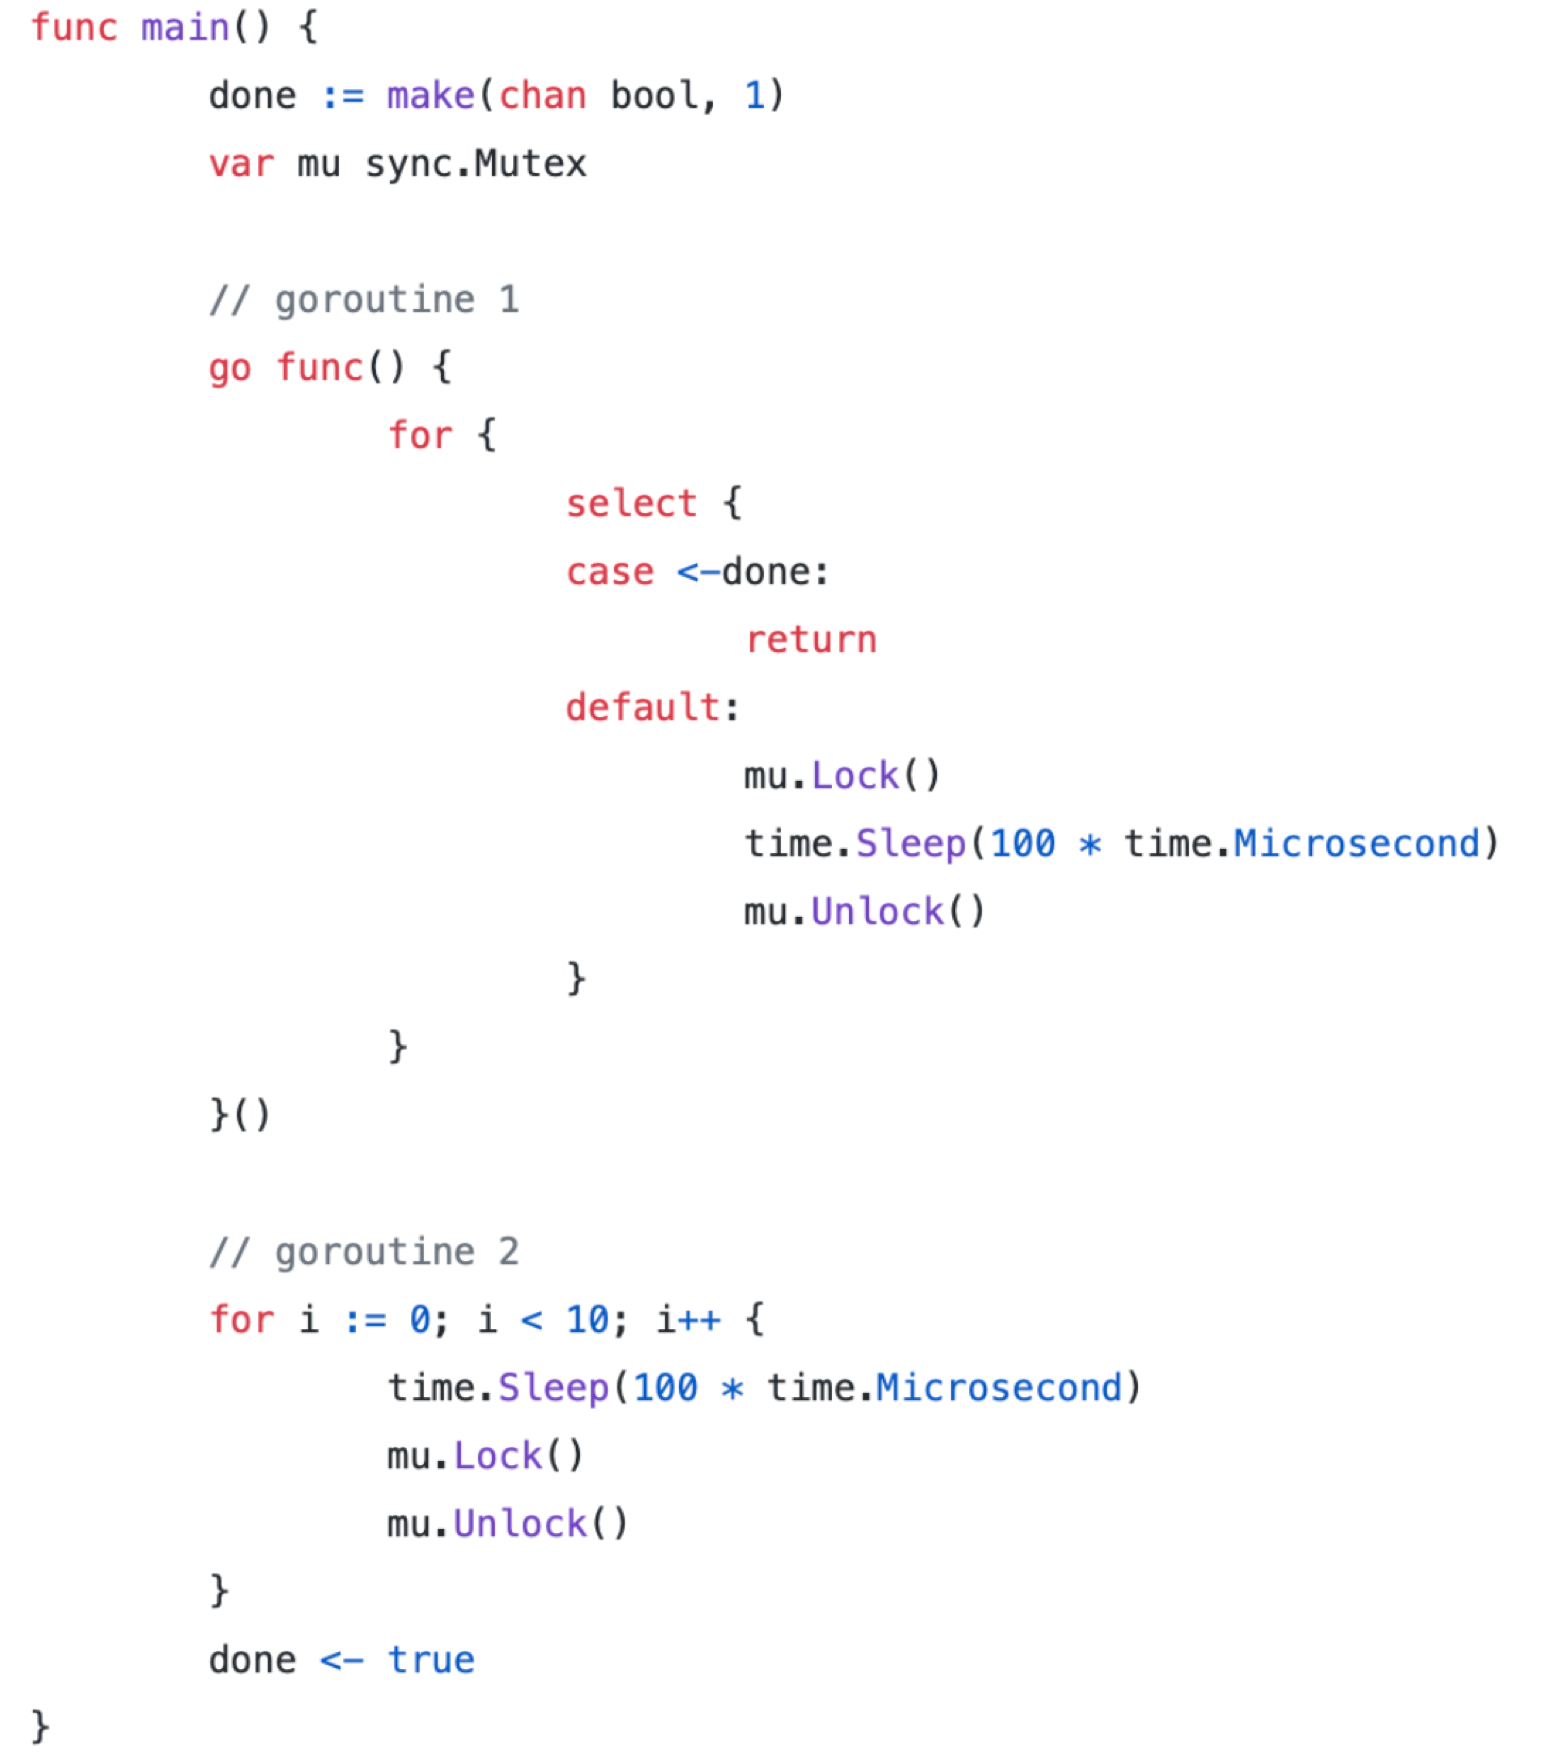 func main() {
	done := make(chan bool, 1)
	var mu sync.Mutex

	// goroutine 1
	go func() {
		for {
			select {
			case <-done:
				return
			default:
				mu.Lock()
				time.Sleep(100 * time.Microsecond)
				mu.Unlock()
			}
		}
	}()

	// goroutine 2
	for i := 0; i < 10; i++ {
		time.Sleep(100 * time.Microsecond)
		mu.Lock()
		mu.Unlock()
	}
	done <- true
}